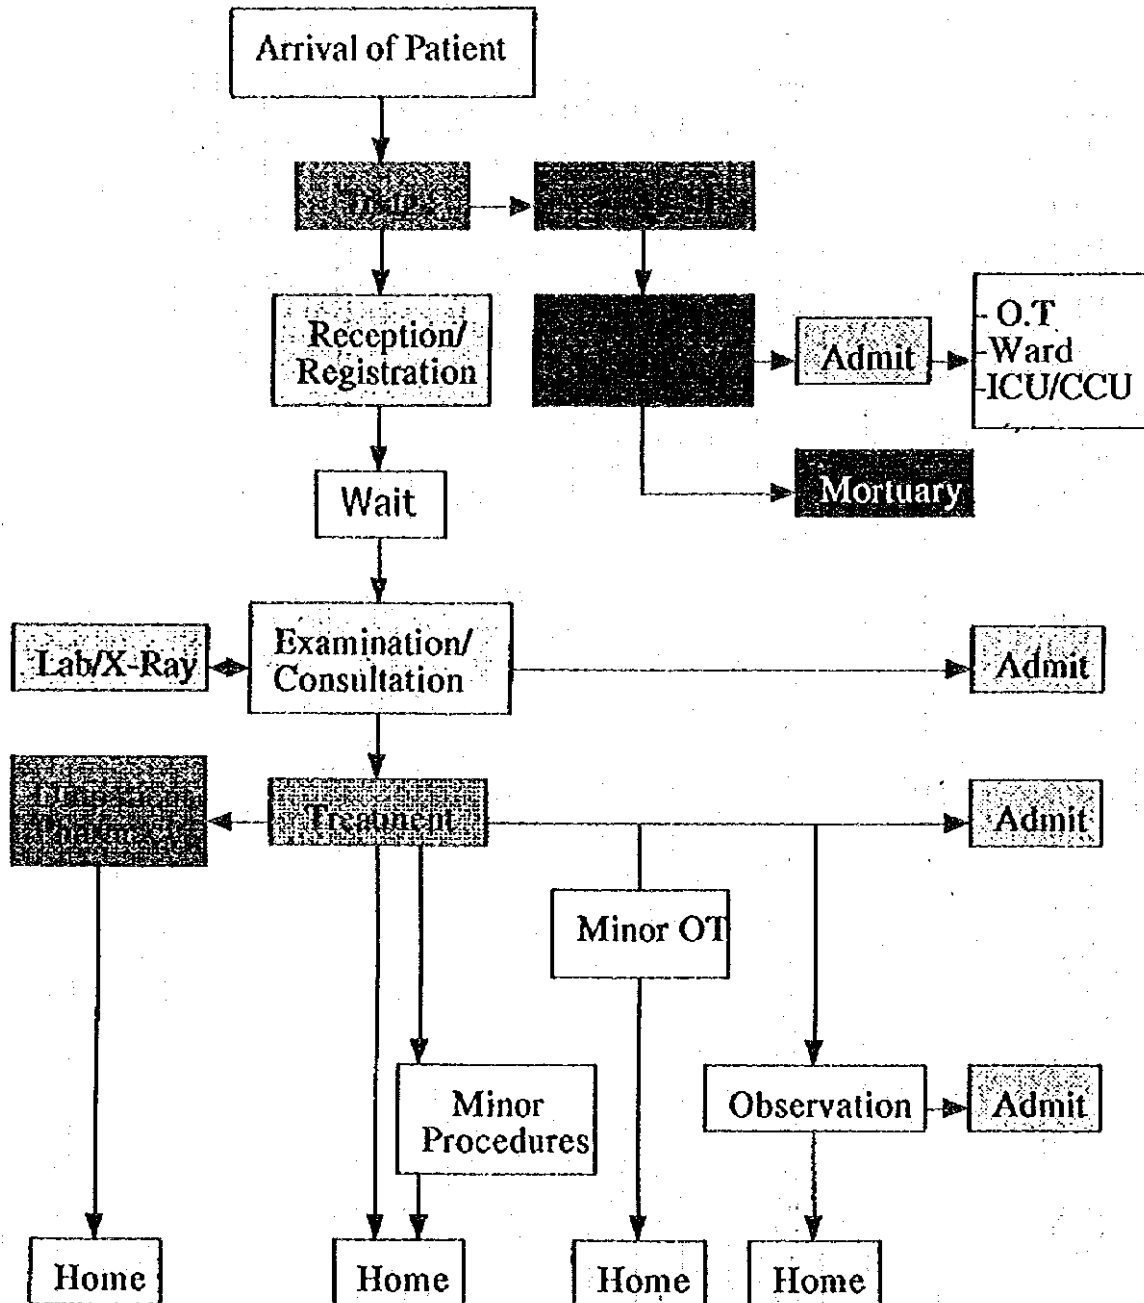 Arrival of Patient
Reception/
Registration
Admit
O.T
Ward
ICU/CCU
Wait
Mortuary
Lab/X-Ray
Examination/
Consultation
Admit
Treatment
Admit
Minor OT
Minor
Procedures
Observation
Admit
Home
Home
Home
Home